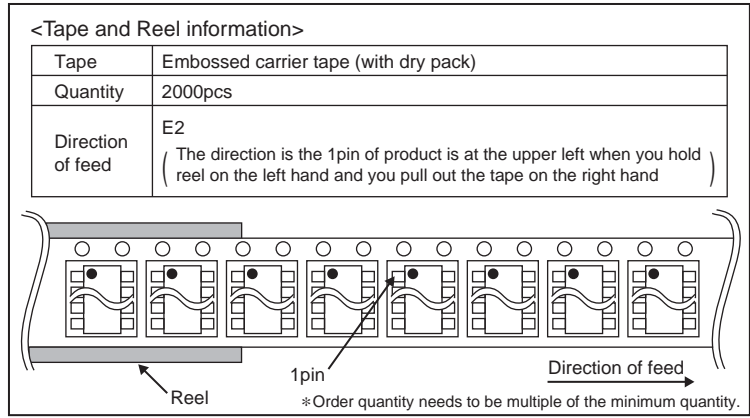 <Tape and Reel information>
Tape Embossed carrier tape (with dry pack)
Quantity 2000pcs
Direction of feed E2
( The direction is the 1pin of product is at the upper left when you hold
reel on the left hand and you pull out the tape on the right hand )
Reel
1pin
Direction of feed
∗Order quantity needs to be multiple of the minimum quantity.